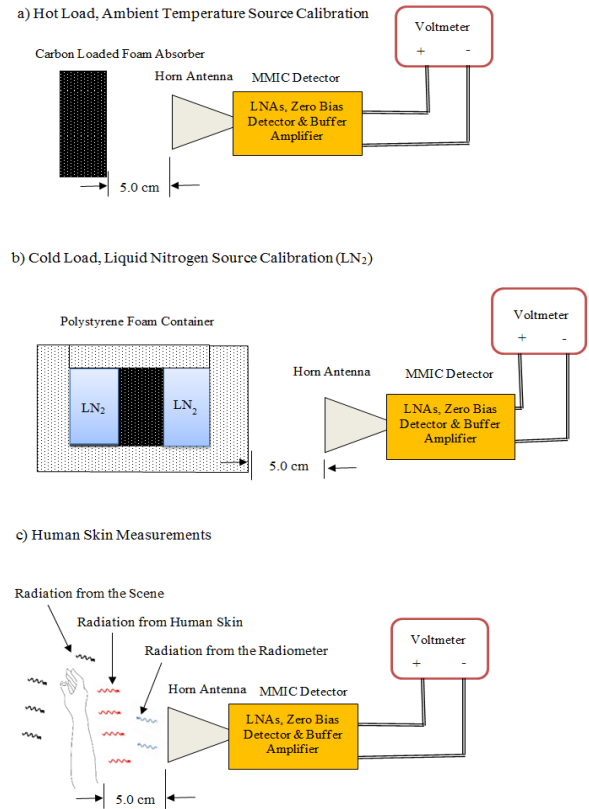 a) Hot Load, Ambient Temperature Source Calibration
Voltmeter
+ -
Carbon Loaded Foam Absorber
Horn Antenna
MMIC Detector
LNAs, Zero Bias
Detector & Buffer
Amplifier
5.0 cm
b) Cold Load, Liquid Nitrogen Source Calibration (LN₂)
Voltmeter
+ -
Polystyrene Foam Container
Horn Antenna
MMIC Detector
LN₂
LN₂
LNAs, Zero Bias
Detector & Buffer
Amplifier
5.0 cm
c) Human Skin Measurements
Radiation from the Scene
Radiation from Human Skin
Radiation from the Radiometer
Voltmeter
+ -
Horn Antenna
MMIC Detector
LNAs, Zero Bias
Detector & Buffer
Amplifier
5.0 cm